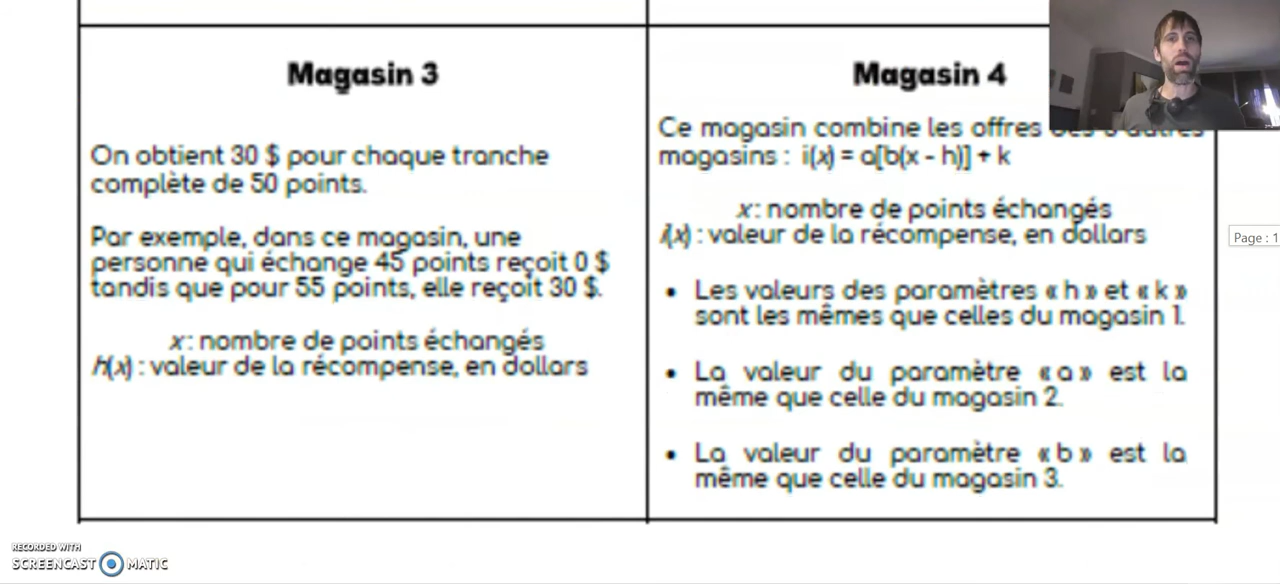 Magasin 3
On obtient 30 $ pour chaque tranche
complète de 50 points.
Par exemple, dans ce magasin, une
personne qui échange 45 points reçoit 0 $
tandis que pour 55 points, elle reçoit 30 $.
x : nombre de points échangés
h(x) : valeur de la récompense, en dollars
Magasin 4
Ce magasin combine les offres
magasins : i(x) = a[b(x - h)] + k
x : nombre de points échangés
i(x) : valeur de la récompense, en dollars
• Les valeurs des paramètres « h » et « k »
sont les mêmes que celles du magasin 1.
• La valeur du paramètre « a » est la
même que celle du magasin 2.
• La valeur du paramètre « b » est la
même que celle du magasin 3.
Page : 1
RECORDED WITH
SCREENCAST MATIC